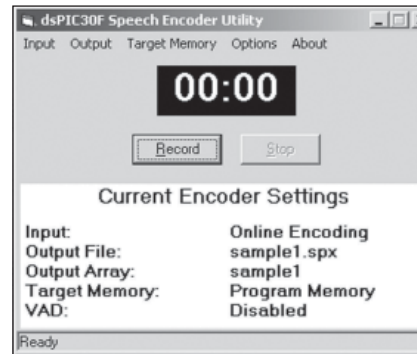 dsPIC30F Speech Encoder Utility
Input Output Target Memory Options About
00:00
Record Stop
Current Encoder Settings
Input: Online Encoding
Output File: sample1.spx
Output Array: sample1
Target Memory: Program Memory
VAD: Disabled
Ready